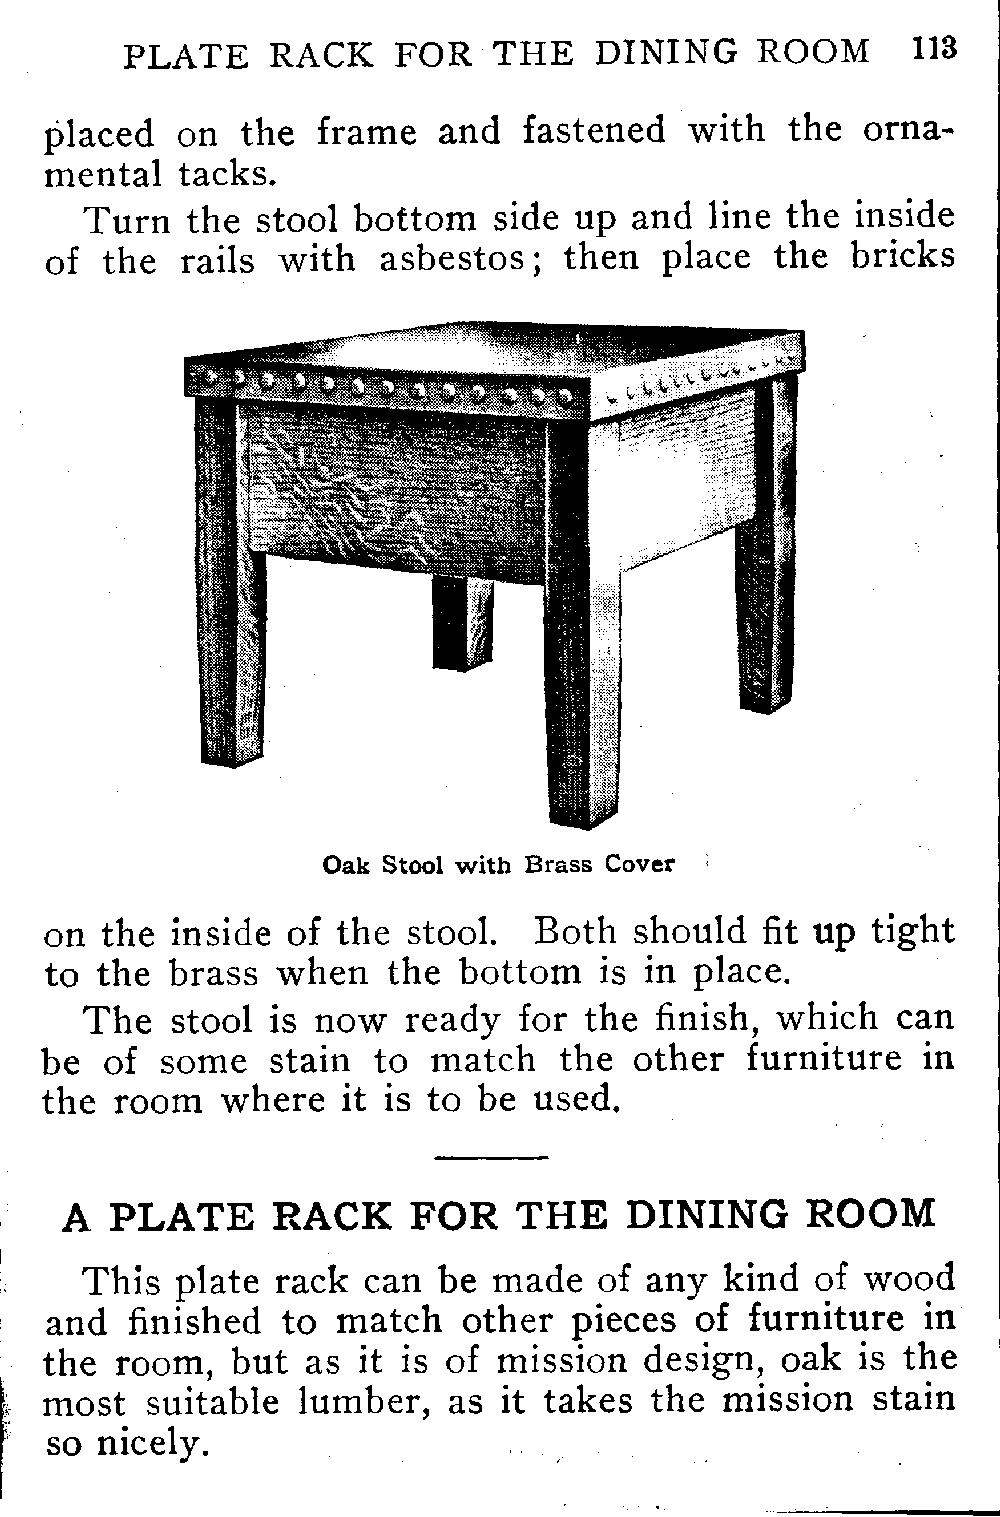 PLATE RACK FOR THE DINING ROOM 113
placed on the frame and fastened with the orna-
mental tacks.
Turn the stool bottom side up and line the inside
of the rails with asbestos; then place the bricks
Oak Stool with Brass Cover
on the inside of the stool. Both should fit up tight
to the brass when the bottom is in place.
The stool is now ready for the finish, which can
be of some stain to match the other furniture in
the room where it is to be used.
A PLATE RACK FOR THE DINING ROOM
This plate rack can be made of any kind of wood
and finished to match other pieces of furniture in
the room, but as it is of mission design, oak is the
most suitable lumber, as it takes the mission stain
so nicely.